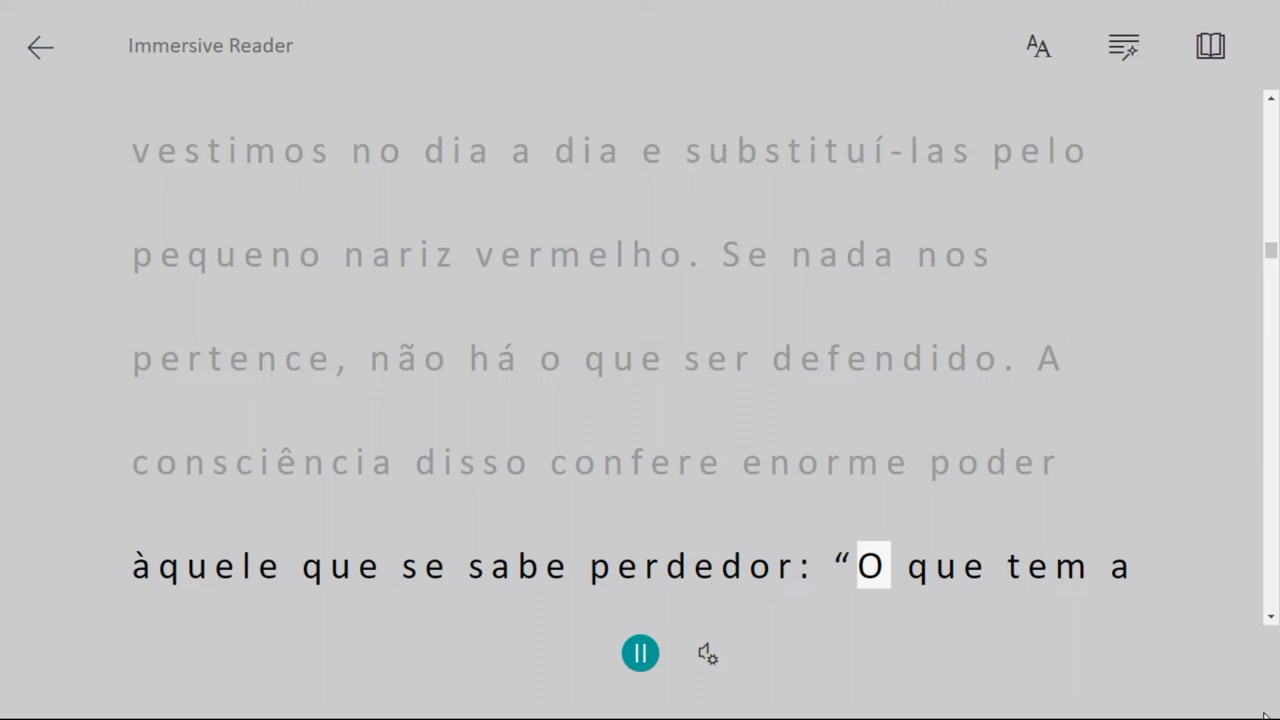 Immersive Reader
vestimos no dia a dia e substituí-las pelo
pequeno nariz vermelho. Se nada nos
pertence, não há o que ser defendido. A
consciência disso confere enorme poder
àquele que se sabe perdedor: “O que tem a